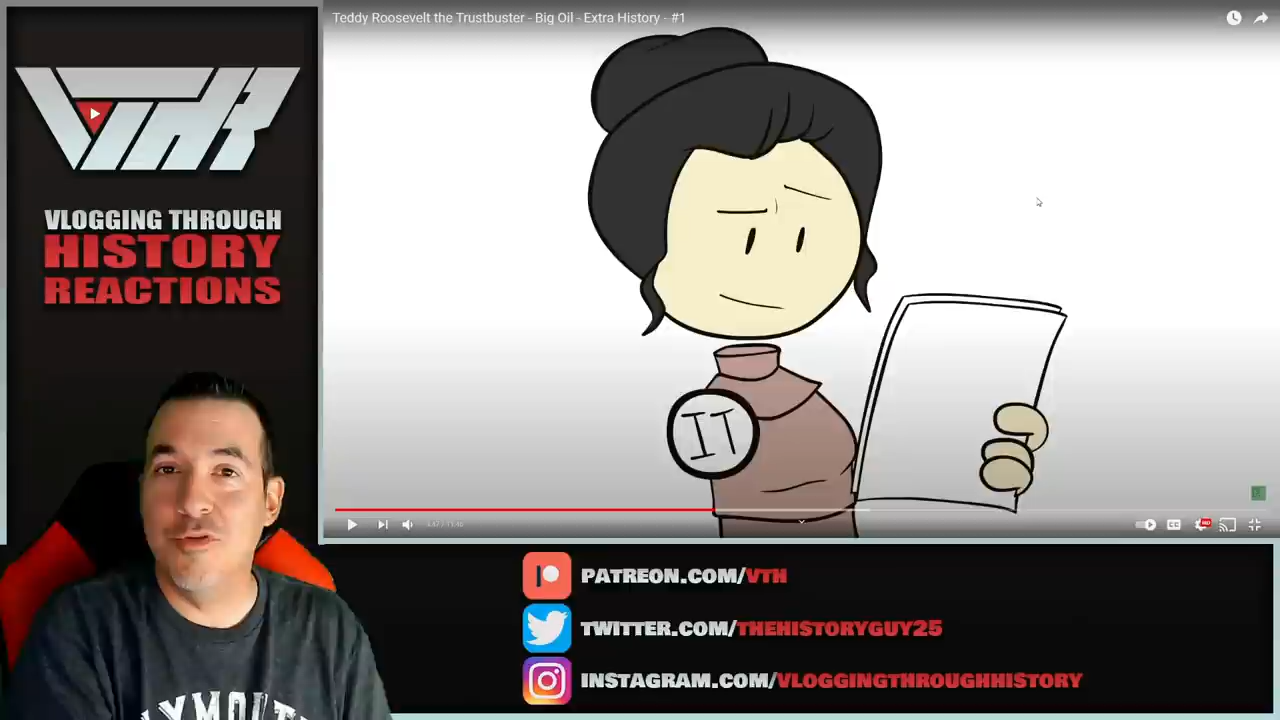 Teddy Roosevelt the Trustbuster - Big Oil - Extra History - #1
VTHR
VLOGGING THROUGH
HISTORY
REACTIONS
IT
PATREON.COM/VTH
TWITTER.COM/THEHISTORYGUY25
INSTAGRAM.COM/VLOGGINGTHROUGHHISTORY